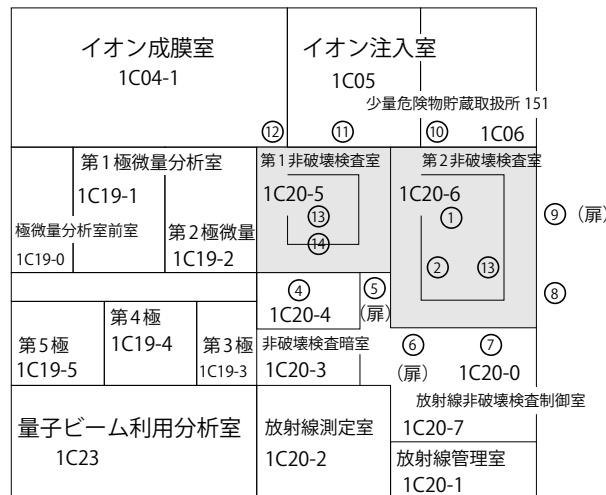 イオン成膜室
1C04-1
イオン注入室
1C05
少量危険物貯蔵取扱所 151
⑫
⑪
⑩
1C06
第1極微量分析室
1C19-1
極微量分析室前室
1C19-0
第2極微量
1C19-2
第1非破壊検査室
1C20-5
⑬
⑭
第2非破壊検査室
1C20-6
①
②
⑬
⑨ (扉)
⑧
④
1C20-4
⑤
(扉)
第5極
1C19-5
第4極
1C19-4
第3極
1C19-3
非破壊検査暗室
1C20-3
⑥
(扉)
⑦
1C20-0
量子ビーム利用分析室
1C23
放射線測定室
1C20-2
放射線非破壊検査制御室
1C20-7
放射線管理室
1C20-1